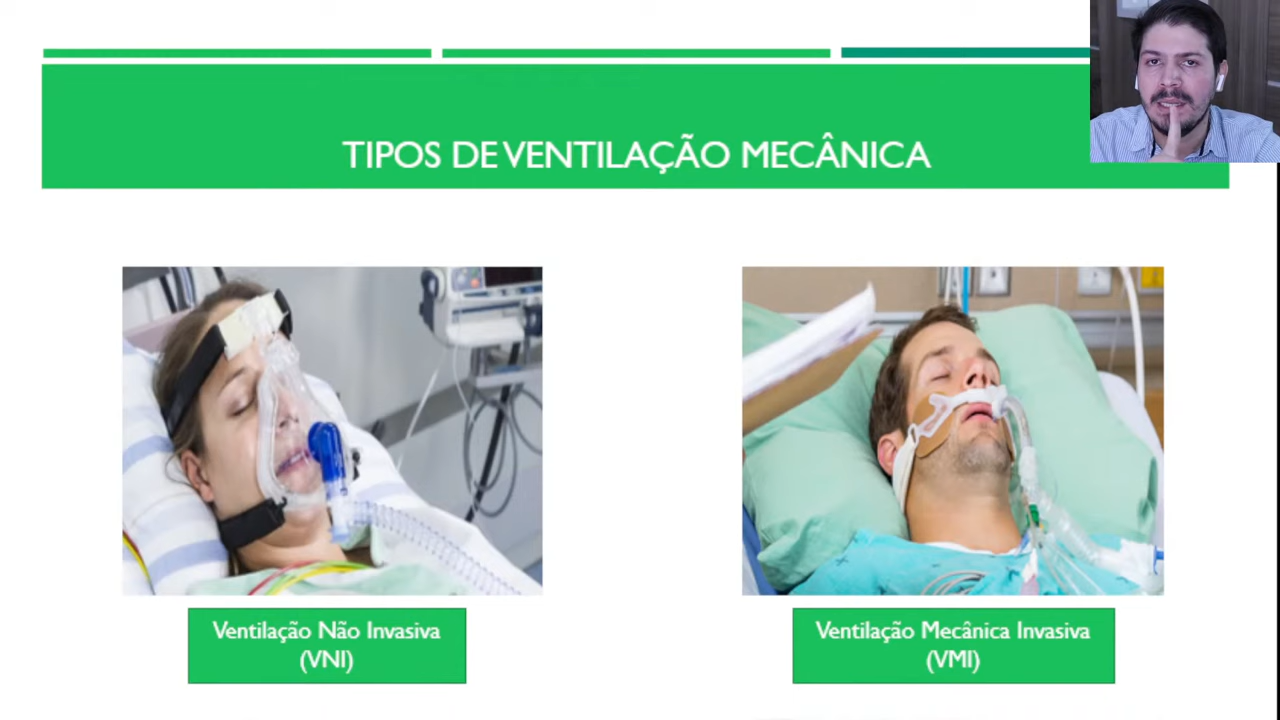 TIPOS DE VENTILAÇÃO MECÂNICA
Ventilação Não Invasiva
(VNI)
Ventilação Mecânica Invasiva
(VMI)